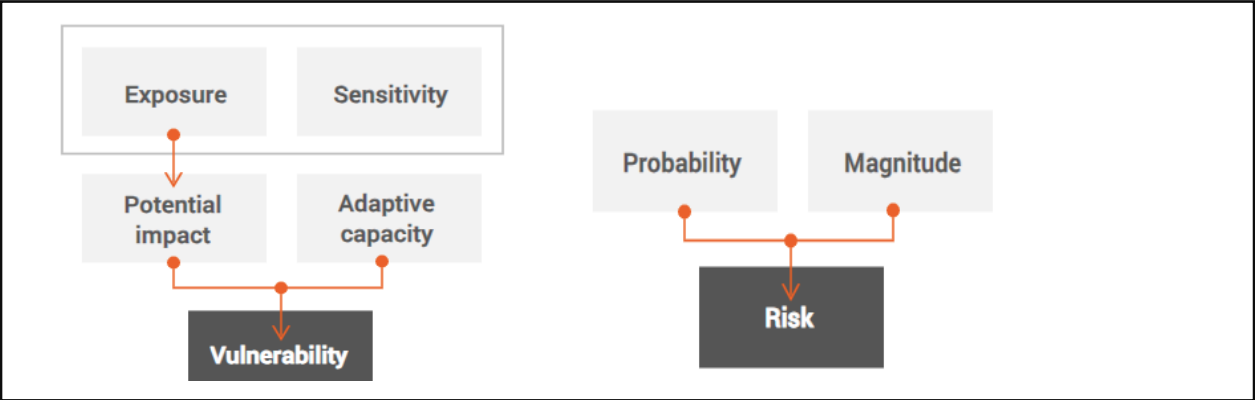 Exposure
Sensitivity
Potential
impact
Adaptive
capacity
Vulnerability
Probability
Magnitude
Risk